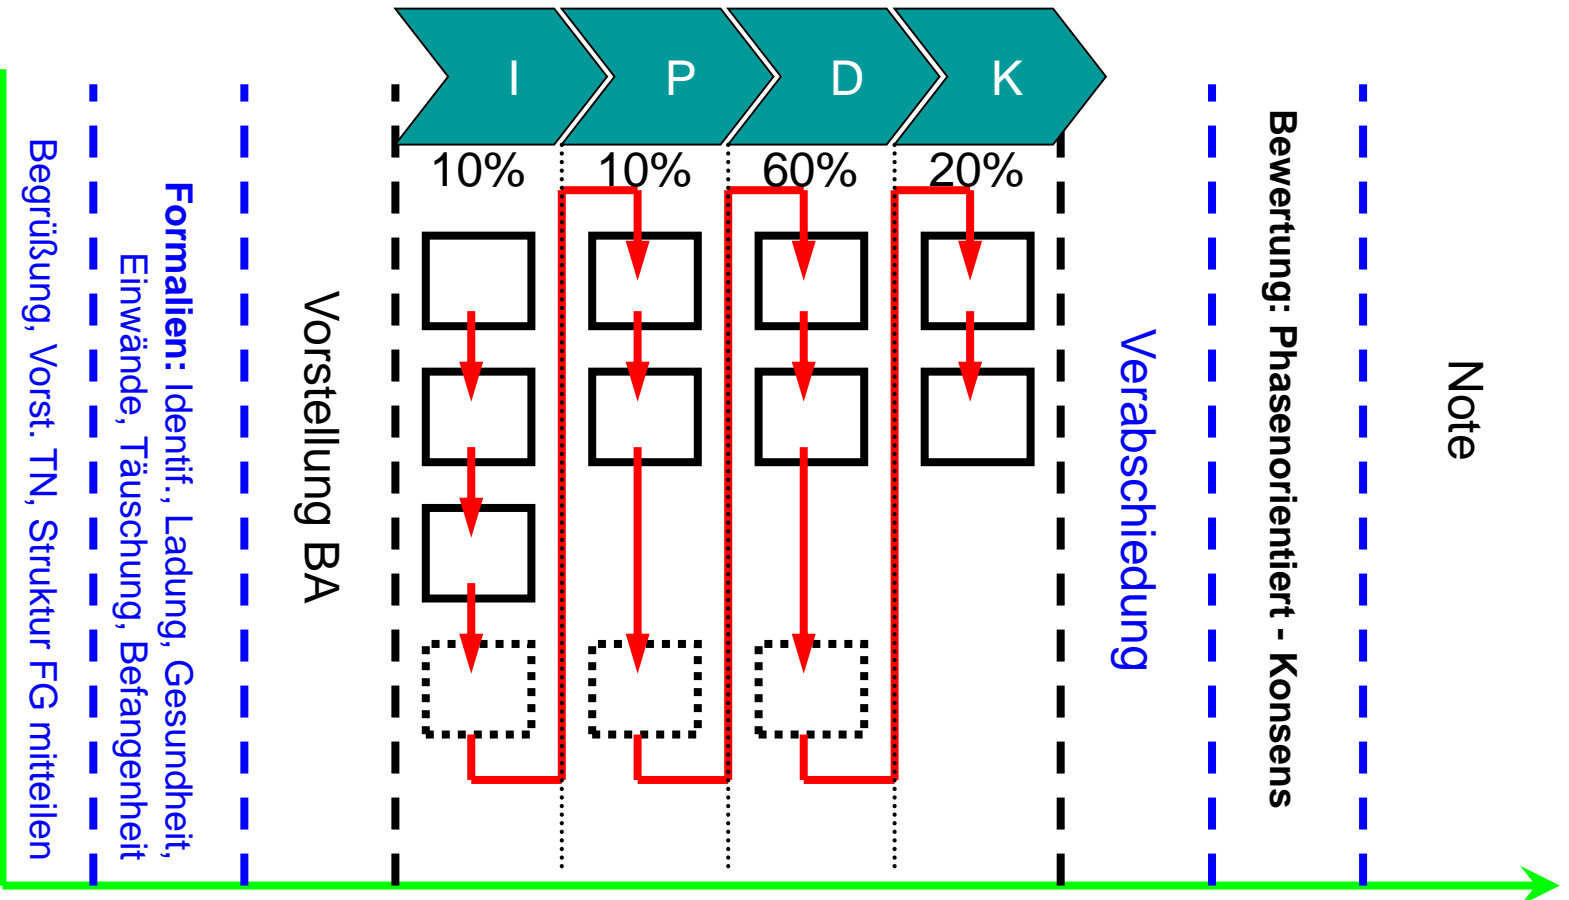 I
P
D
K
10%
10%
60%
20%
Begrüßung, Vorst. TN, Struktur FG mitteilen
Formalien: Identif., Ladung, Gesundheit,
Einwände, Täuschung, Befangenheit
Vorstellung BA
Verabschiedung
Bewertung: Phasenorientiert - Konsens
Note